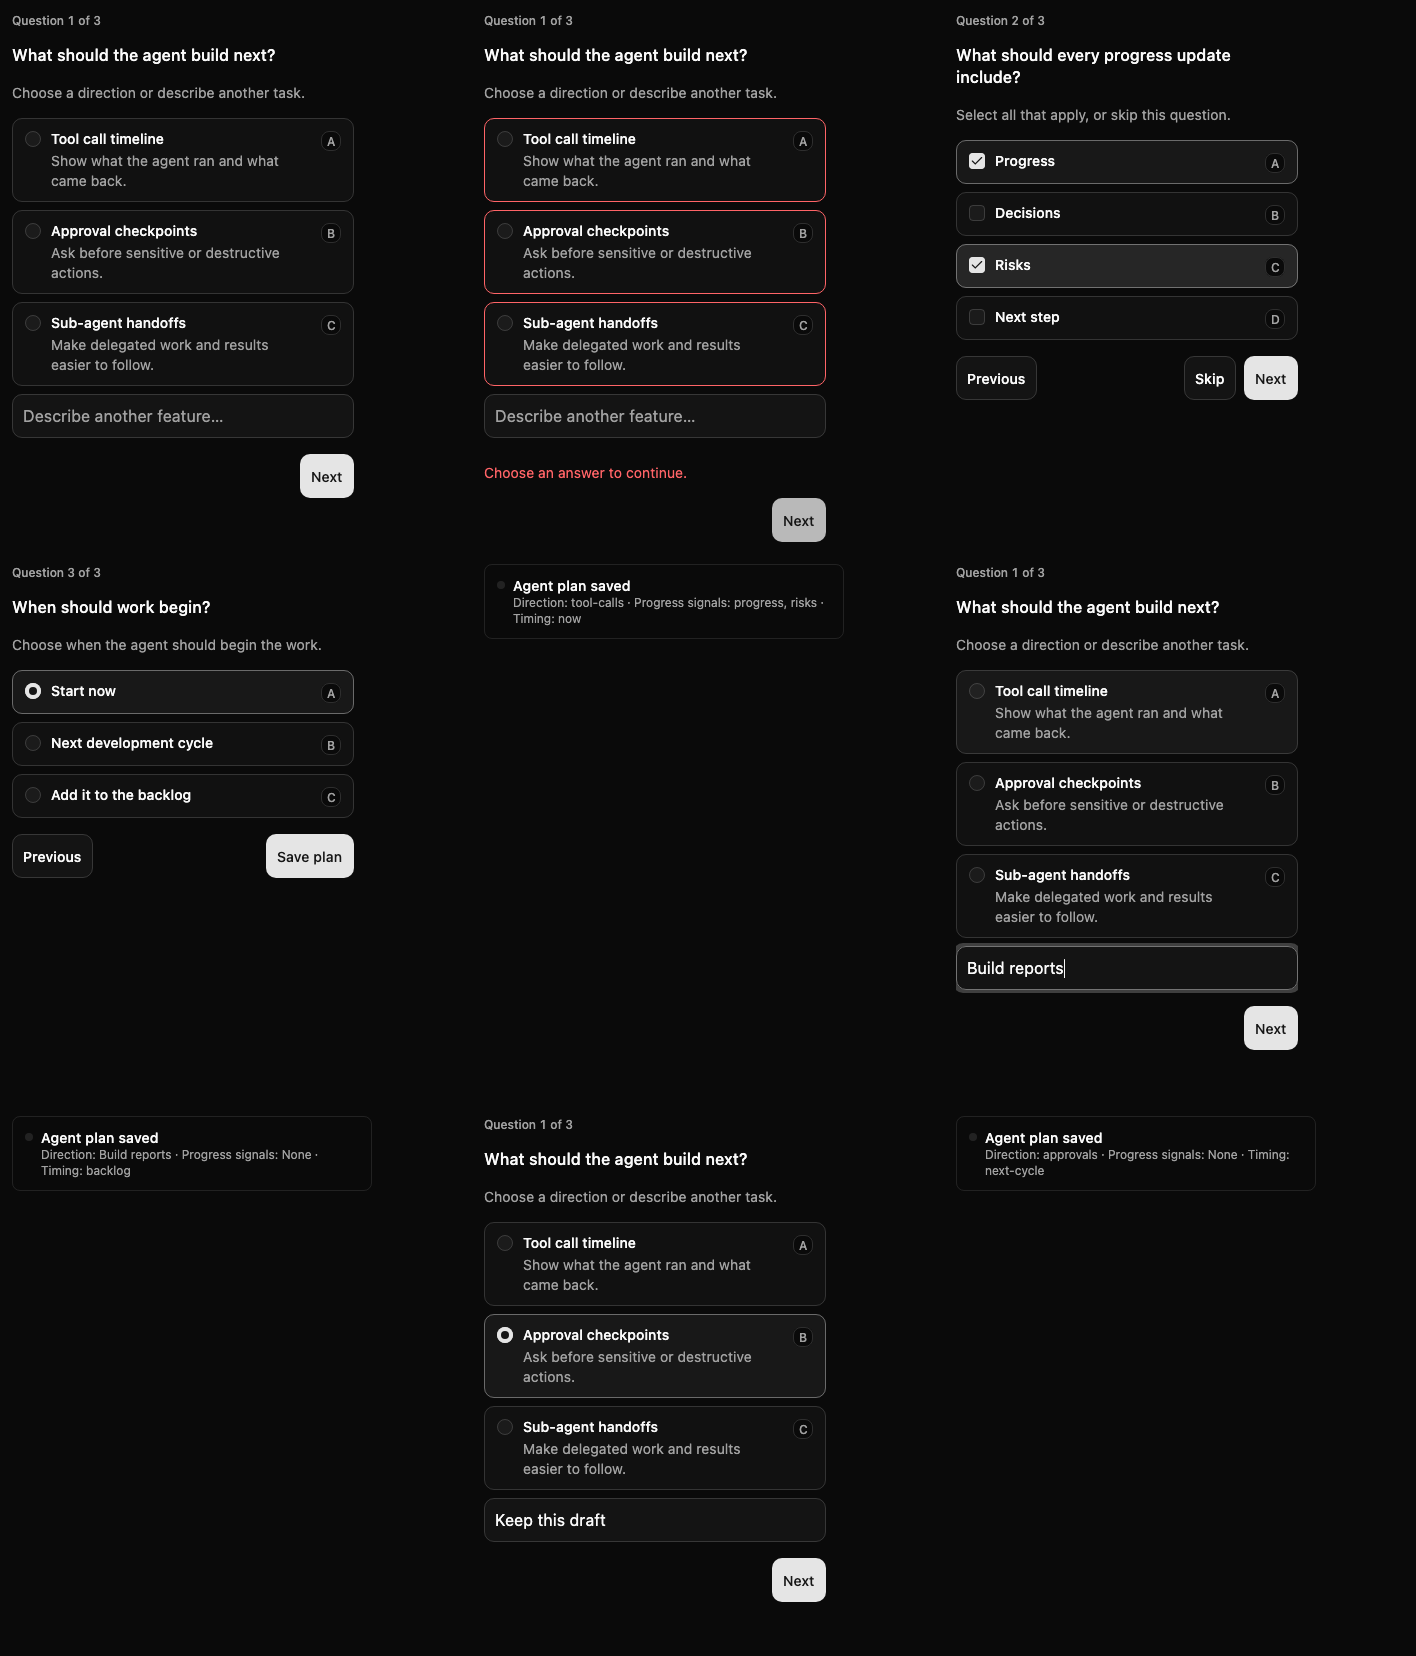 Question 1 of 3
What should the agent build next?
Choose a direction or describe another task.
Tool call timeline
A
Show what the agent ran and what
came back.
Approval checkpoints
B
Ask before sensitive or destructive
actions.
Sub-agent handoffs
C
Make delegated work and results
easier to follow.
Describe another feature...
Next
Question 1 of 3
What should the agent build next?
Choose a direction or describe another task.
Tool call timeline
A
Show what the agent ran and what
came back.
Approval checkpoints
B
Ask before sensitive or destructive
actions.
Sub-agent handoffs
C
Make delegated work and results
easier to follow.
Describe another feature...
Choose an answer to continue.
Next
Question 2 of 3
What should every progress update
include?
Select all that apply, or skip this question.
Progress
A
Decisions
B
Risks
C
Next step
D
Previous
Skip
Next
Question 3 of 3
When should work begin?
Choose when the agent should begin the work.
Start now
A
Next development cycle
B
Add it to the backlog
C
Previous
Save plan
Agent plan saved
Direction: tool-calls · Progress signals: progress, risks ·
Timing: now
Question 1 of 3
What should the agent build next?
Choose a direction or describe another task.
Tool call timeline
A
Show what the agent ran and what
came back.
Approval checkpoints
B
Ask before sensitive or destructive
actions.
Sub-agent handoffs
C
Make delegated work and results
easier to follow.
Build reports
Next
Agent plan saved
Direction: Build reports · Progress signals: None ·
Timing: backlog
Question 1 of 3
What should the agent build next?
Choose a direction or describe another task.
Tool call timeline
A
Show what the agent ran and what
came back.
Approval checkpoints
B
Ask before sensitive or destructive
actions.
Sub-agent handoffs
C
Make delegated work and results
easier to follow.
Keep this draft
Next
Agent plan saved
Direction: approvals · Progress signals: None · Timing:
next-cycle